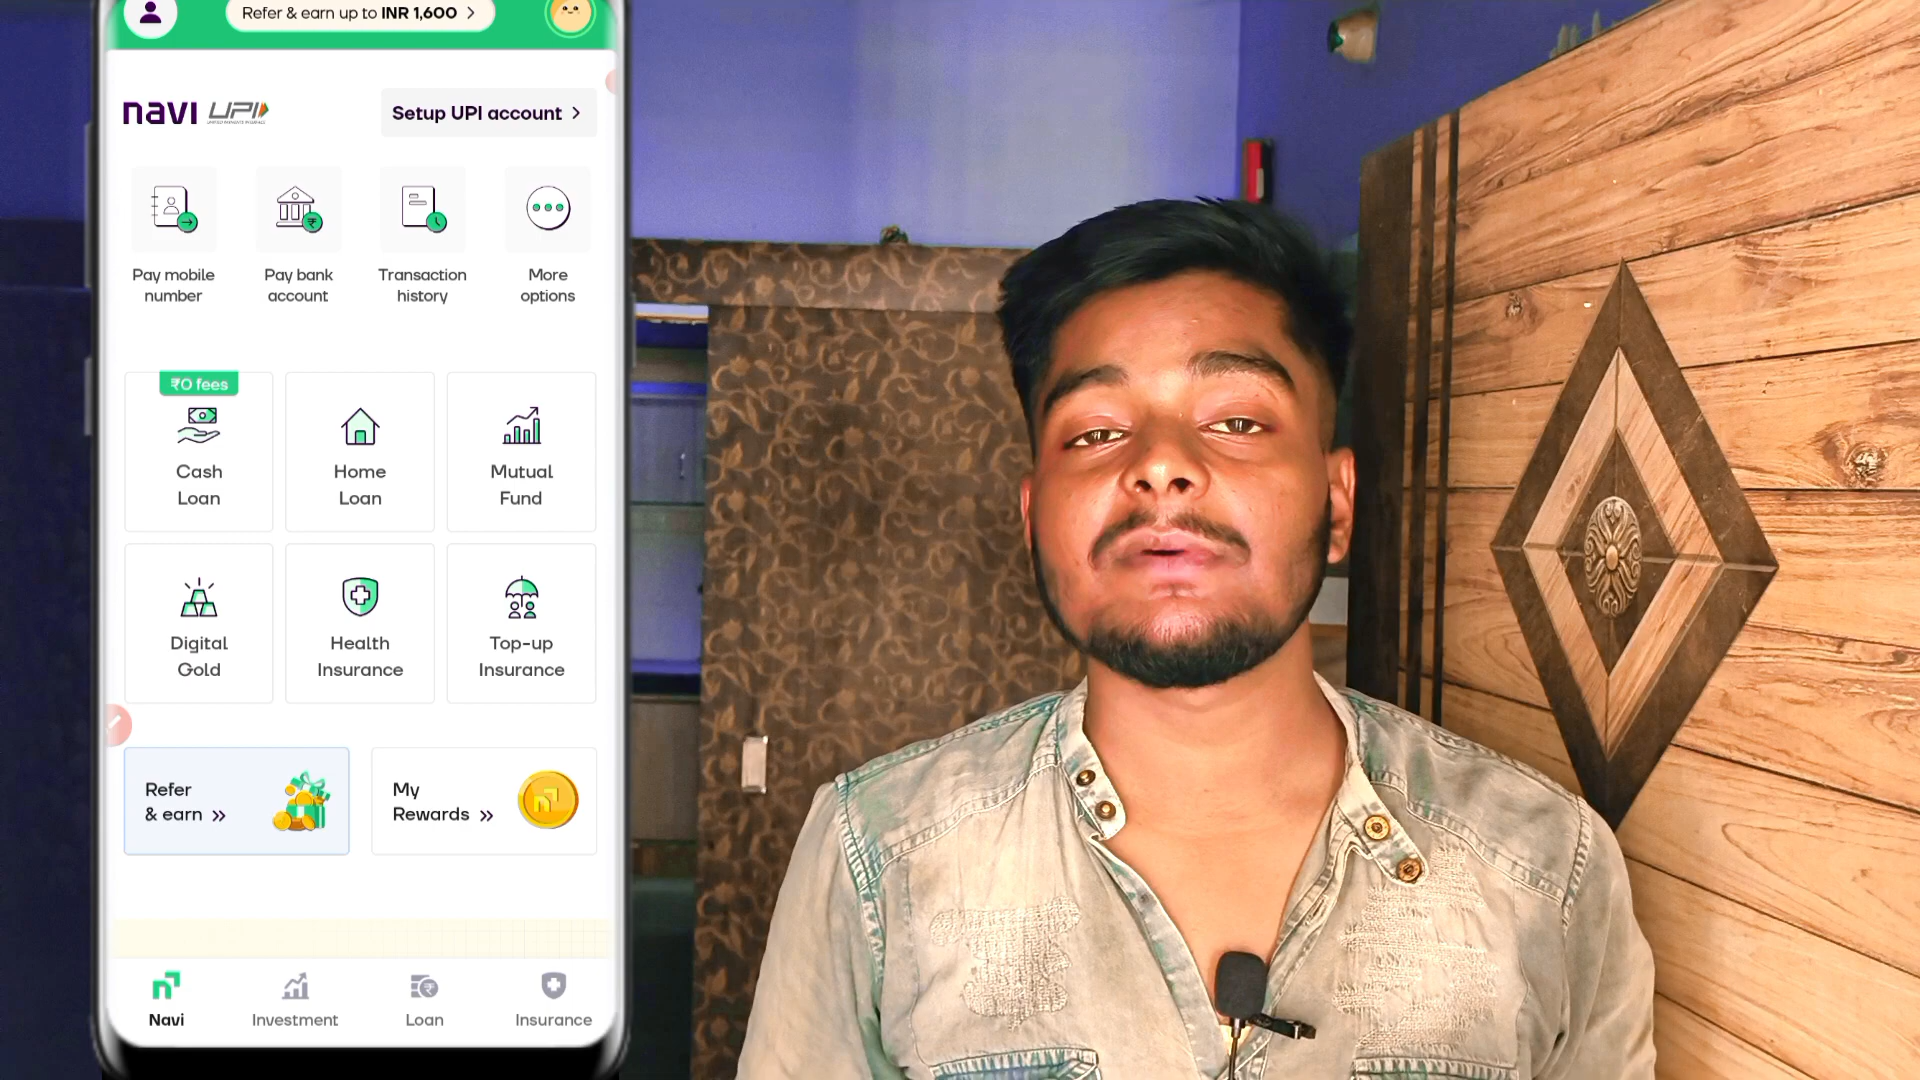 Refer & earn up to INR 1,600 >
navi UPI
Setup UPI account >
Pay mobile number
Pay bank account
Transaction history
More options
₹0 fees
Cash Loan
Home Loan
Mutual Fund
Digital Gold
Health Insurance
Top-up Insurance
Refer & earn »
My Rewards »
Navi
Investment
Loan
Insurance